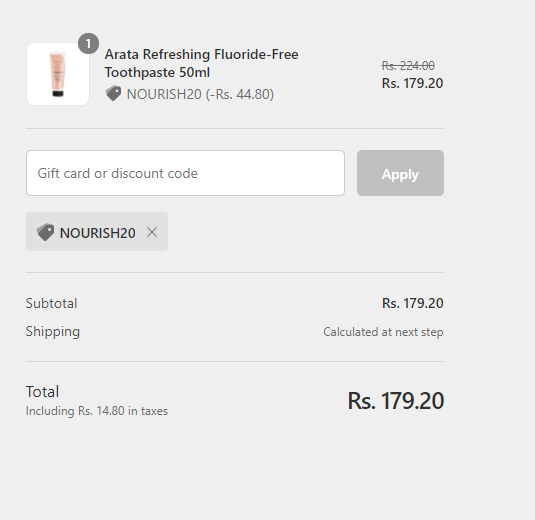 1
Arata Refreshing Fluoride-Free
Toothpaste 50ml
NOURISH20 (-Rs. 44.80)
Rs. 224.00
Rs. 179.20
Gift card or discount code
Apply
NOURISH20
Subtotal
Rs. 179.20
Shipping
Calculated at next step
Total
Including Rs. 14.80 in taxes
Rs. 179.20